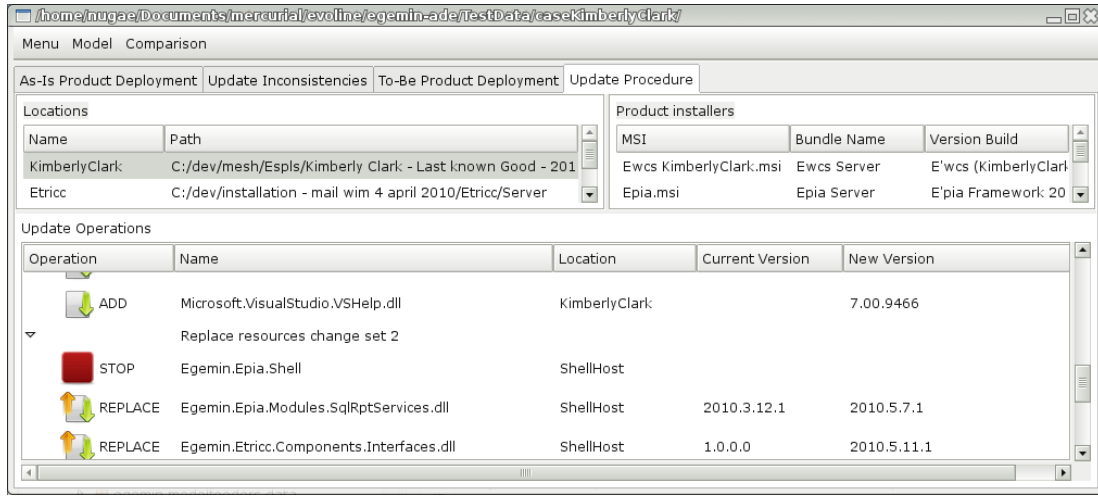 /home/nugae/Documents/mercurial/evoline/egemin-ade/TestData/caseKimberlyClark/
Menu Model Comparison
As-Is Product Deployment Update Inconsistencies To-Be Product Deployment Update Procedure
Locations
Name Path
KimberlyClark C:/dev/mesh/Espls/Kimberly Clark - Last known Good - 201
Etricc C:/dev/installation - mail wim 4 april 2010/Etricc/Server
Product installers
MSI Bundle Name Version Build
Ewcs KimberlyClark.msi Ewcs Server E'wcs (KimberlyClark
Epia.msi Epia Server E'pia Framework 20
Update Operations
Operation Name Location Current Version New Version
ADD Microsoft.VisualStudio.VSHelp.dll KimberlyClark 7.00.9466
Replace resources change set 2
STOP Egemin.Epia.Shell ShellHost
REPLACE Egemin.Epia.Modules.SqlRptServices.dll ShellHost 2010.3.12.1 2010.5.7.1
REPLACE Egemin.Etricc.Components.Interfaces.dll ShellHost 1.0.0.0 2010.5.11.1